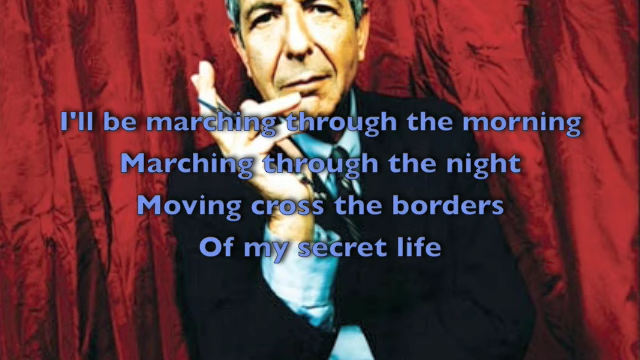 I'll be marching through the morning
Marching through the night
Moving cross the borders
Of my secret life